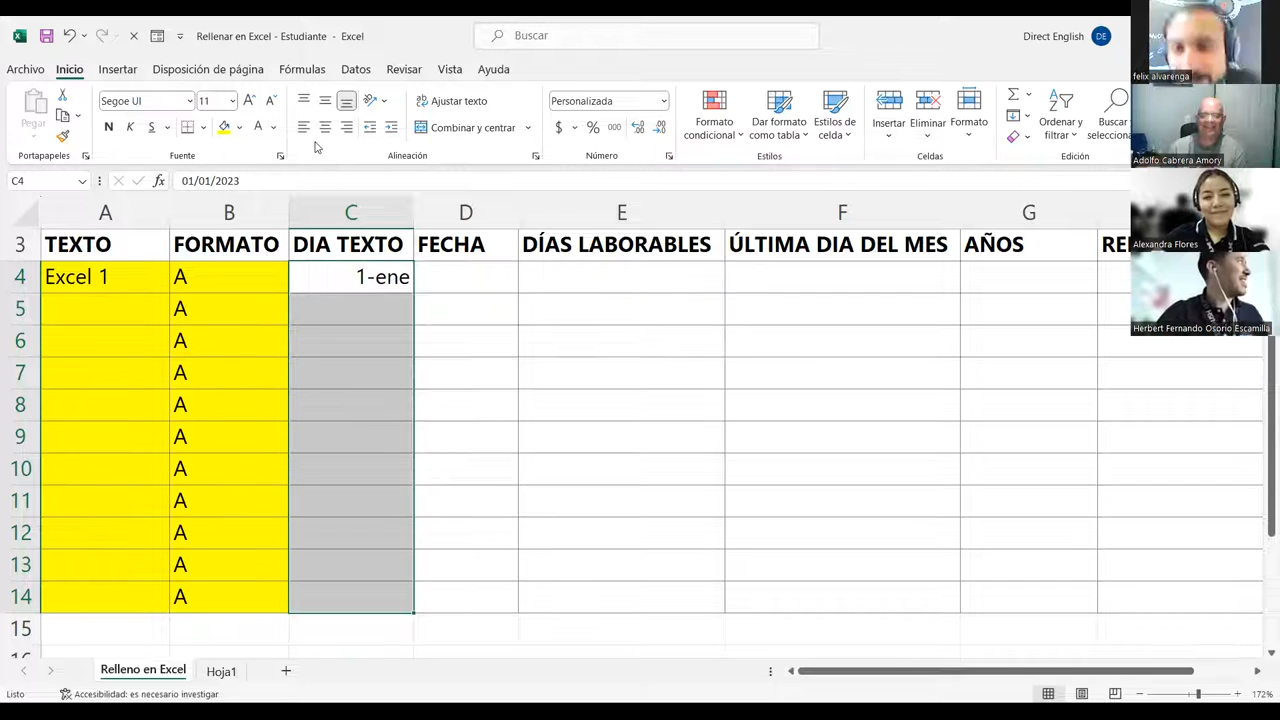 Rellenar en Excel - Estudiante - Excel
Buscar
Direct English
DE
Archivo Inicio Insertar Disposición de página Fórmulas Datos Revisar Vista Ayuda
Pegar
Segoe UI 11
Ajustar texto
Personalizada
N K S A
Combinar y centrar
$ % 000
Formato condicional
Dar formato como tabla
Estilos de celda
Insertar
Eliminar
Formato
Ordenar y filtrar
Buscar y
selecciona
Portapapeles Fuente Alineación Número Estilos Celdas Edición
C4 fx 01/01/2023
A B C D E F G
3 TEXTO FORMATO DIA TEXTO FECHA DÍAS LABORABLES ÚLTIMA DIA DEL MES AÑOS
4 Excel 1 A 1-ene
5 A
6 A
7 A
8 A
9 A
10 A
11 A
12 A
13 A
14 A
15
Relleno en Excel Hoja1 +
Listo Accesibilidad: es necesario investigar 172%
felix alvarenga
Adolfo Cabrera Amory
Alexandra Flores
Herbert Fernando Osorio Escamilla